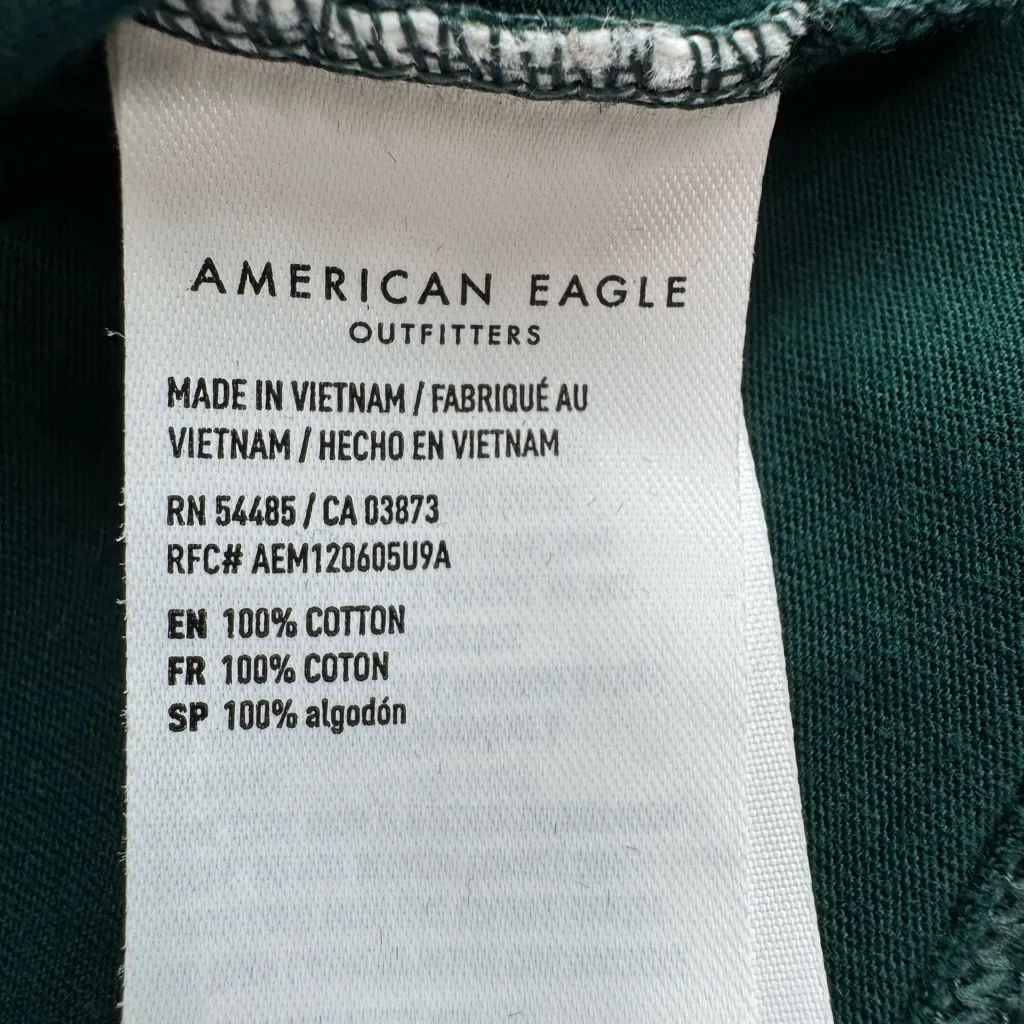 AMERICAN EAGLE
OUTFITTERS
MADE IN VIETNAM / FABRIQUÉ AU
VIETNAM / HECHO EN VIETNAM
RN 54485 / CA 03873
RFC# AEM120605U9A
EN 100% COTTON
FR 100% COTON
SP 100% algodón